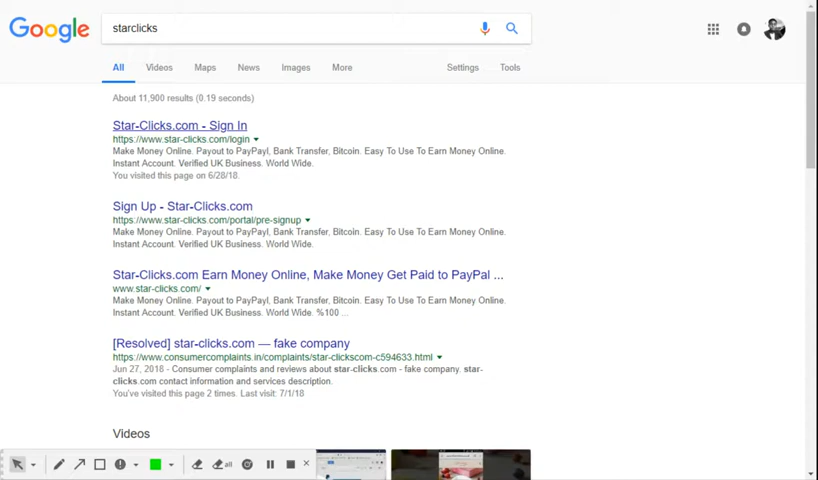 Google
starclicks
All Videos Maps News Images More Settings Tools
About 11,900 results (0.19 seconds)
Star-Clicks.com - Sign In
https://www.star-clicks.com/login
Make Money Online. Payout to PayPayl, Bank Transfer, Bitcoin. Easy To Use To Earn Money Online.
Instant Account. Verified UK Business. World Wide.
You visited this page on 6/28/18.
Sign Up - Star-Clicks.com
https://www.star-clicks.com/portal/pre-signup
Make Money Online. Payout to PayPayl, Bank Transfer, Bitcoin. Easy To Use To Earn Money Online.
Instant Account. Verified UK Business. World Wide.
Star-Clicks.com Earn Money Online, Make Money Get Paid to PayPal ...
www.star-clicks.com/
Make Money Online. Payout to PayPayl, Bank Transfer, Bitcoin. Easy To Use To Earn Money Online.
Instant Account. Verified UK Business. World Wide. %100 ...
[Resolved] star-clicks.com — fake company
https://www.consumercomplaints.in/complaints/star-clickscom-c594633.html
Jun 27, 2018 - Consumer complaints and reviews about star-clicks.com - fake company. star-
clicks.com contact information and services description.
You've visited this page 2 times. Last visit: 7/1/18
Videos
all